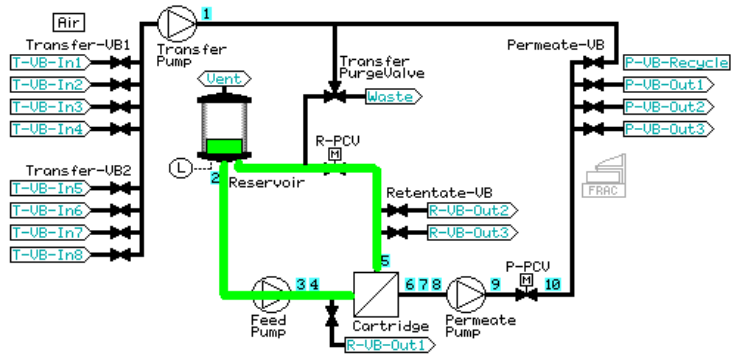 1
Air
Transfer-VB1
Transfer
Pump
Permeate-VB
T-VB-In1
T-VB-In2
T-VB-In3
T-VB-In4
Vent
Transfer
PurgeValve
Waste
P-VB-Recycle
P-VB-Out1
P-VB-Out2
P-VB-Out3
R-PCV
M
L
2
Reservoir
Transfer-VB2
T-VB-In5
T-VB-In6
T-VB-In7
T-VB-In8
Retentate-VB
R-VB-Out2
R-VB-Out3
FRAC
5
P-PCV
M
3 4
6 7 8
9
10
Feed
Pump
Cartridge
Permeate
Pump
R-VB-Out1